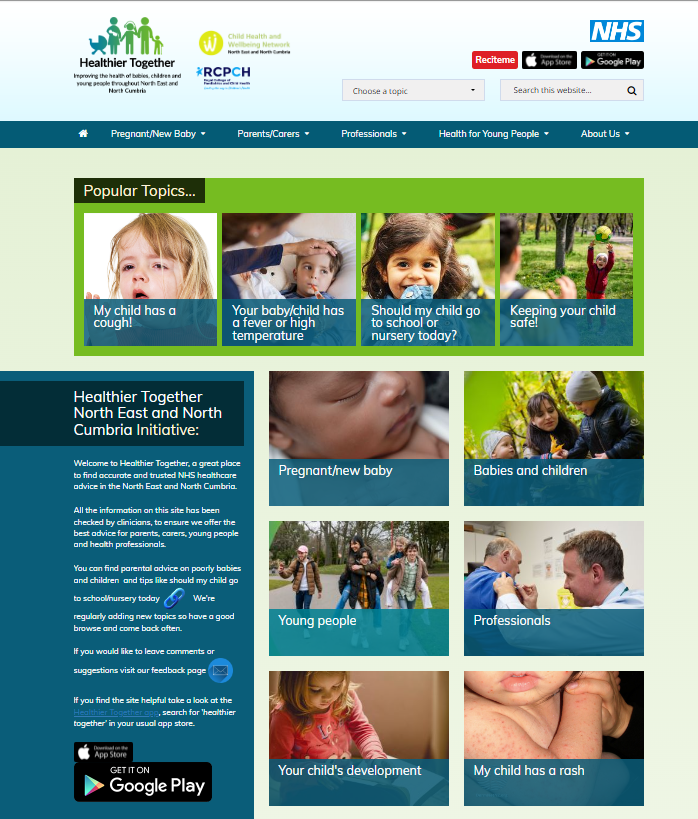 Healthier Together
Improving the health of babies, children and
young people throughout North East and
North Cumbria
Child Health and
Wellbeing Network
North East and North Cumbria
RCPCH
Royal College of
Paediatrics and Child Health
NHS
Reciteme
Download on the
App Store
GET IT ON
Google Play
Choose a topic
Search this website...
Pregnant/New Baby
Parents/Carers
Professionals
Health for Young People
About Us
Popular Topics...
My child has a
cough!
Your baby/child has
a fever or high
temperature
Should my child go
to school or
nursery today?
Keeping your child
safe!
Healthier Together
North East and North
Cumbria Initiative:
Welcome to Healthier Together, a great place
to find accurate and trusted NHS healthcare
advice in the North East and North Cumbria.
All the information on this site has been
checked by clinicians, to ensure we offer the
best advice for parents, carers, young people
and health professionals.
You can find parental advice on poorly babies
and children and tips like should my child go
to school/nursery today We're
regularly adding new topics so have a good
browse and come back often.
If you would like to leave comments or
suggestions visit our feedback page
If you find the site helpful take a look at the
Healthier Together app, search for 'healthier
together' in your usual app store.
Download on the
App Store
GET IT ON
Google Play
Pregnant/new baby
Babies and children
Young people
Professionals
Your child's development
My child has a rash